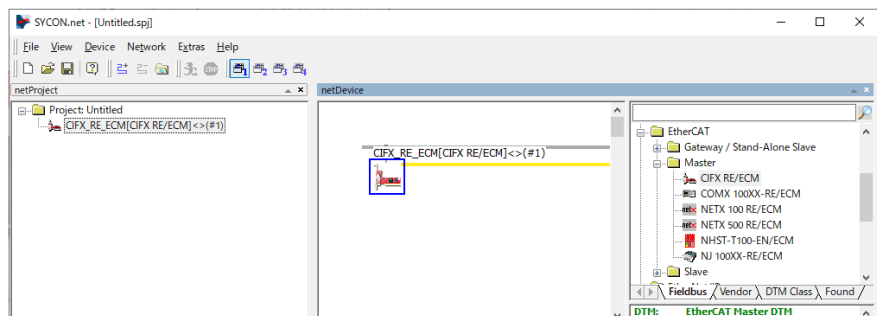 SYCON.net - [Untitled.spj]
File View Device Network Extras Help
netProject
netDevice
Project: Untitled
CIFX_RE_ECM[CIFX RE/ECM]<>(#1)
CIFX_RE_ECM[CIFX RE/ECM]<>(#1)
EtherCAT
Gateway / Stand-Alone Slave
Master
CIFX RE/ECM
COMX 100XX-RE/ECM
NETX 100 RE/ECM
NETX 500 RE/ECM
NHST-T100-EN/ECM
NJ 100XX-RE/ECM
Slave
Fieldbus Vendor DTM Class Found
DTM: EtherCAT Master DTM